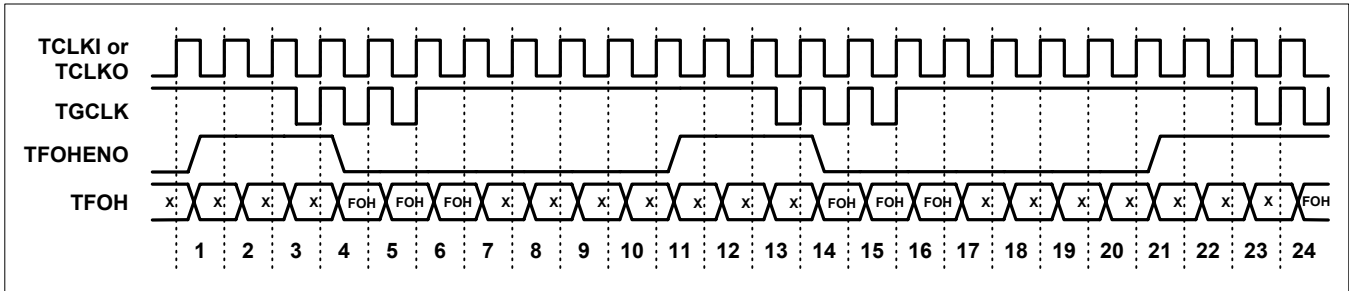 TCLKI or
TCLKO
TGCLK
TFOHENO
TFOH X X X X FOH FOH FOH X X X X X X X FOH FOH FOH X X X X X X X FOH
1 2 3 4 5 6 7 8 9 10 11 12 13 14 15 16 17 18 19 20 21 22 23 24